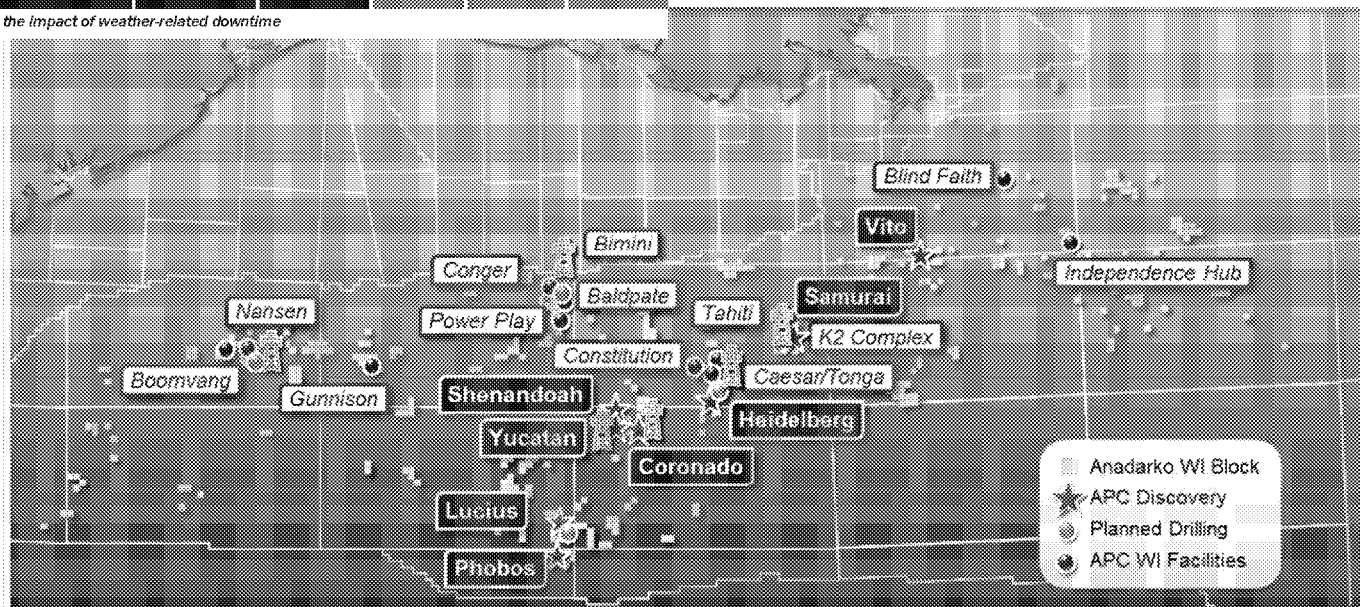 the impact of weather-related downtime
Blind Faith
Vito
Bimini
Conger
Independence Hub
Baldpate
Samurai
Nansen
Tahiti
Power Play
K2 Complex
Constitution
Boomvang
Caesar/Tonga
Gunnison
Shenandoah
Heidelberg
Yucatan
Coronado
Anadarko WI Block
APC Discovery
Lucius
Planned Drilling
APC WI Facilities
Phobos